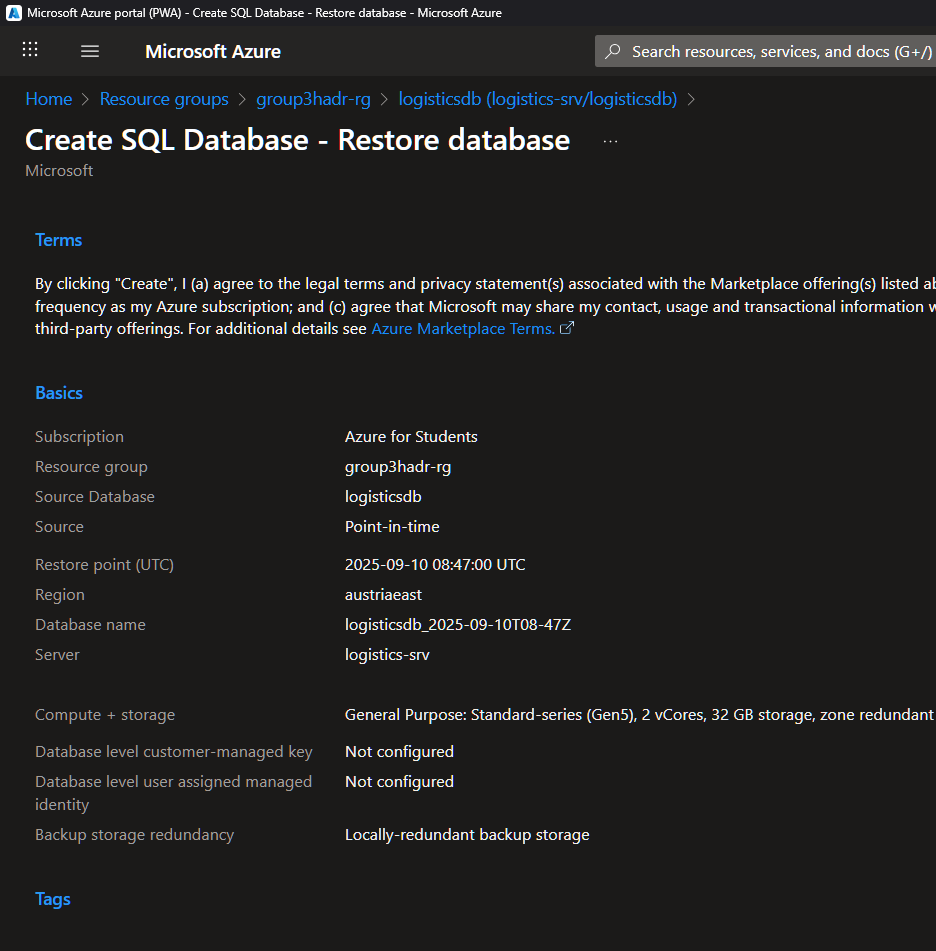 Microsoft Azure portal (PWA) - Create SQL Database - Restore database - Microsoft Azure
Microsoft Azure
Search resources, services, and docs (G+/)
Home > Resource groups > group3hadr-rg > logisticsdb (logistics-srv/logisticsdb) >
Create SQL Database - Restore database ...
Microsoft
Terms
By clicking "Create", I (a) agree to the legal terms and privacy statement(s) associated with the Marketplace offering(s) listed
frequency as my Azure subscription; and (c) agree that Microsoft may share my contact, usage and transactional information
third-party offerings. For additional details see Azure Marketplace Terms.
Basics
Subscription Azure for Students
Resource group group3hadr-rg
Source Database logisticsdb
Source Point-in-time
Restore point (UTC) 2025-09-10 08:47:00 UTC
Region austriaeast
Database name logisticsdb_2025-09-10T08-47Z
Server logistics-srv
Compute + storage General Purpose: Standard-series (Gen5), 2 vCores, 32 GB storage, zone redundant
Database level customer-managed key Not configured
Database level user assigned managed Not configured
identity
Backup storage redundancy Locally-redundant backup storage
Tags